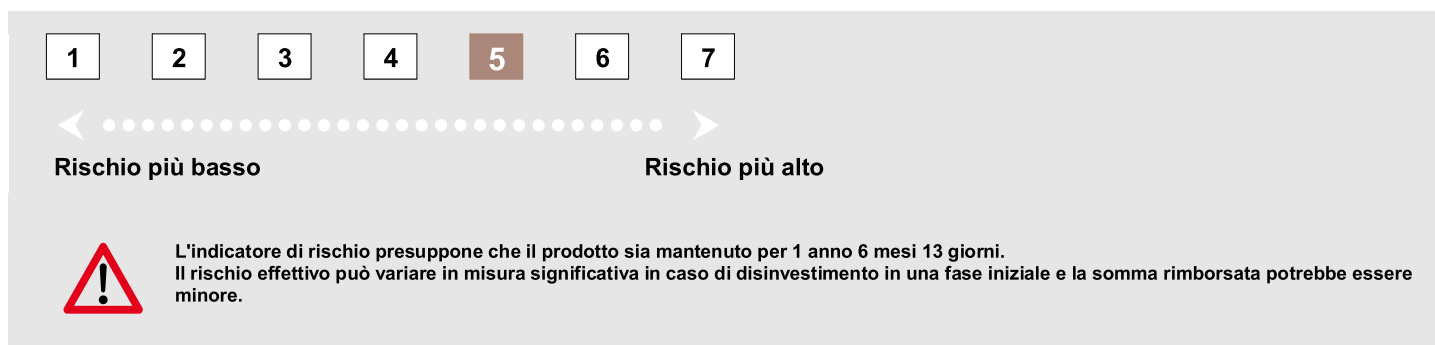 1 2 3 4 5 6 7
Rischio più basso Rischio più alto
L'indicatore di rischio presuppone che il prodotto sia mantenuto per 1 anno 6 mesi 13 giorni.
Il rischio effettivo può variare in misura significativa in caso di disinvestimento in una fase iniziale e la somma rimborsata potrebbe essere
minore.